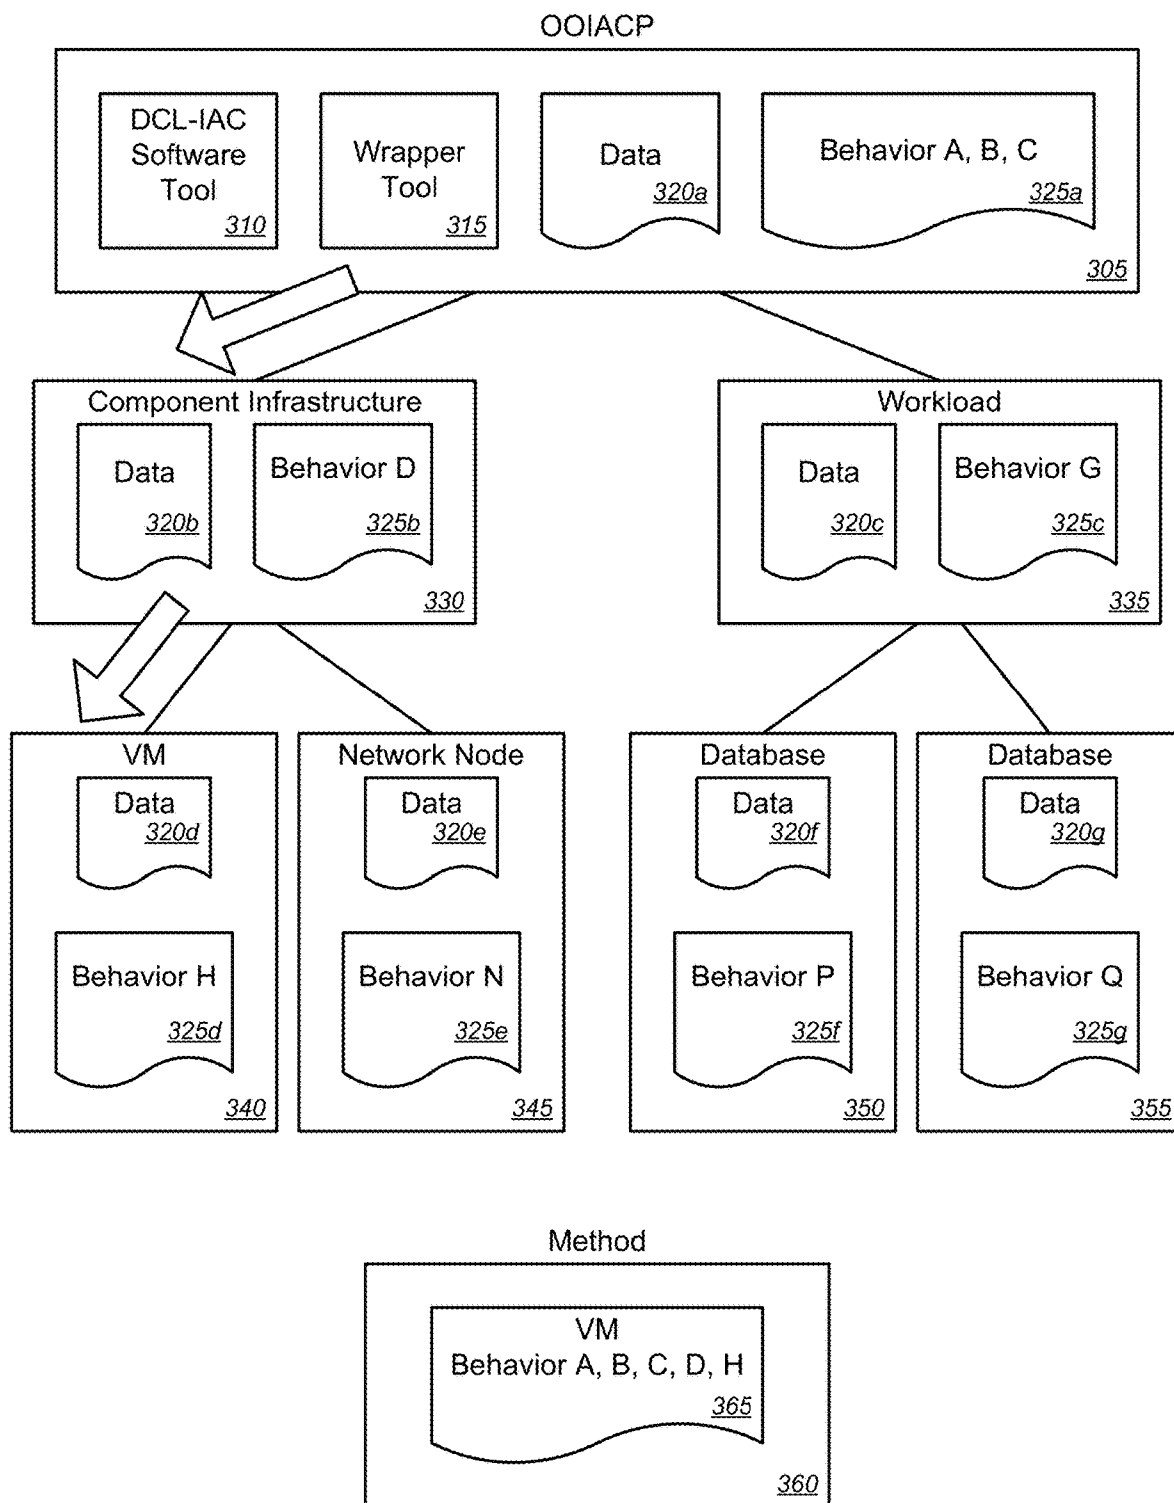 OOIACP
DCL-IAC
Software
Tool
310
Wrapper
Tool
315
Data
320a
Behavior A, B, C
325a
305
Component Infrastructure
Data
320b
Behavior D
325b
330
Workload
Data
320c
Behavior G
325c
335
VM
Data
320d
Behavior H
325d
340
Network Node
Data
320e
Behavior N
325e
345
Database
Data
320f
Behavior P
325f
350
Database
Data
320g
Behavior Q
325g
355
Method
VM
Behavior A, B, C, D, H
365
360